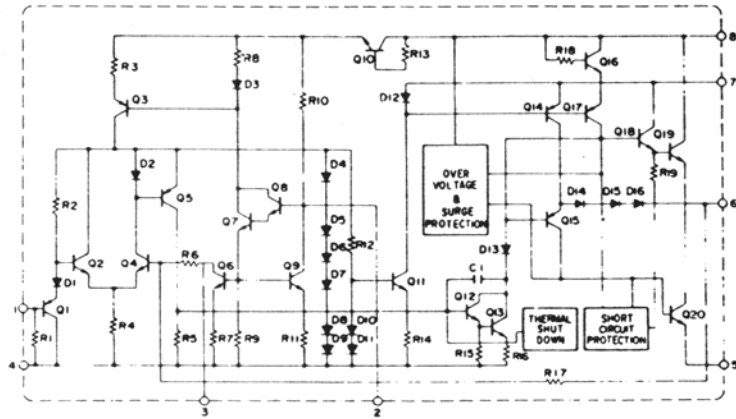 8
R8
R13
R18
Q10
Q16
R3
D3
7
Q3
R10
D12
Q14
Q17
Q18
Q19
D2
D4
OVER
VOLTAGE
&
SURGE
PROTECTION
R19
Q5
Q8
D14
D15
D16
6
R2
Q7
D5
R12
Q15
R6
D6
D13
Q2
Q4
Q6
Q9
D7
Q11
C1
D1
Q12
Q13
THERMAL
SHUT
DOWN
SHORT
CIRCUIT
PROTECTION
Q20
1
Q1
R4
D8
D10
R1
R5
R7
R9
R11
D9
D11
R14
R15
R16
4
5
R17
3
2